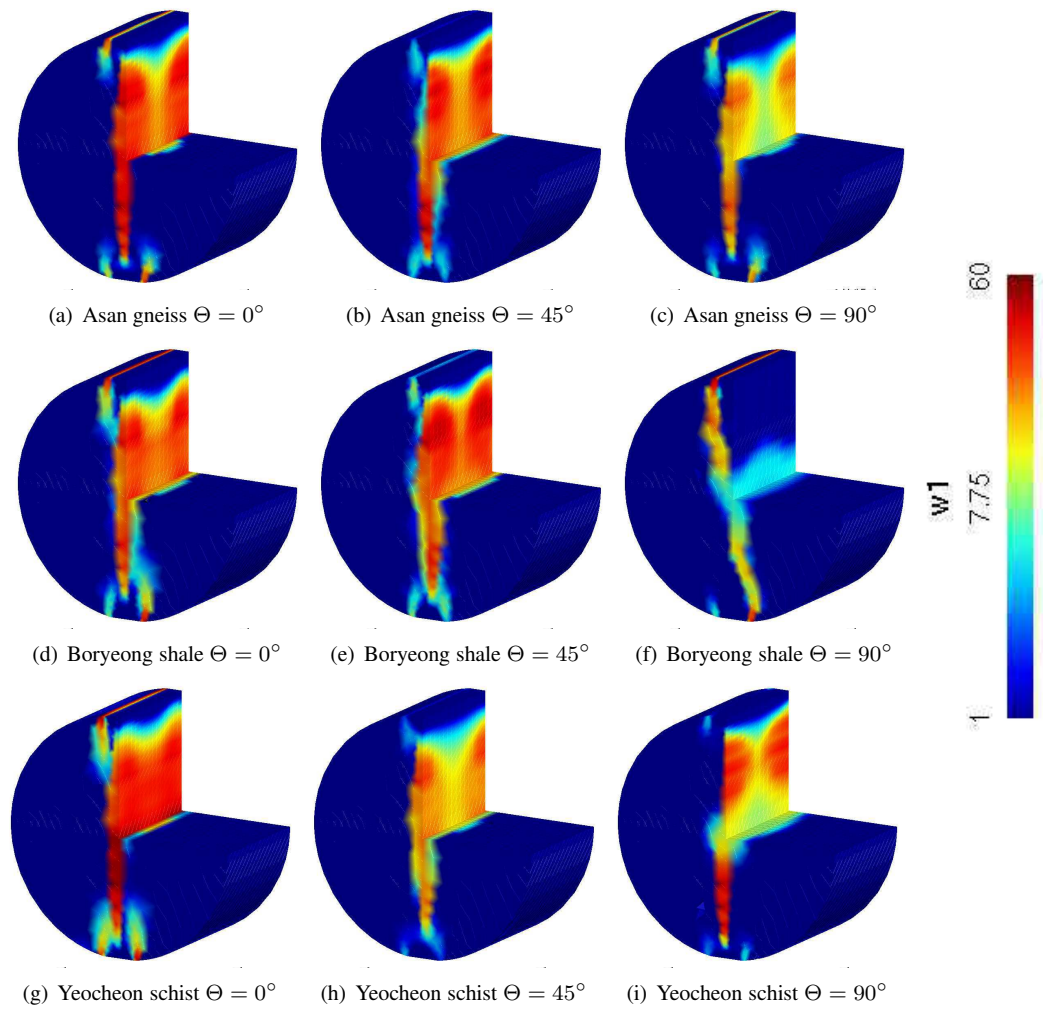 (a) Asan gneiss Θ = 0°
(b) Asan gneiss Θ = 45°
(c) Asan gneiss Θ = 90°
(d) Boryeong shale Θ = 0°
(e) Boryeong shale Θ = 45°
(f) Boryeong shale Θ = 90°
(g) Yeocheon schist Θ = 0°
(h) Yeocheon schist Θ = 45°
(i) Yeocheon schist Θ = 90°
w1
60
7.75
1